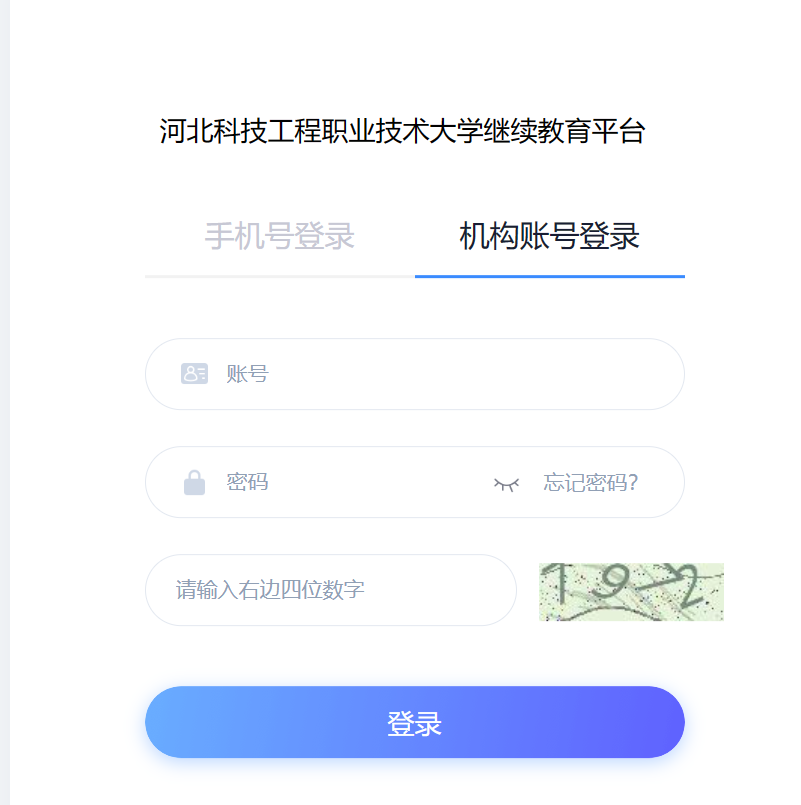 河北科技工程职业技术大学继续教育平台
手机号登录 机构账号登录
账号
密码 忘记密码?
请输入右边四位数字
登录